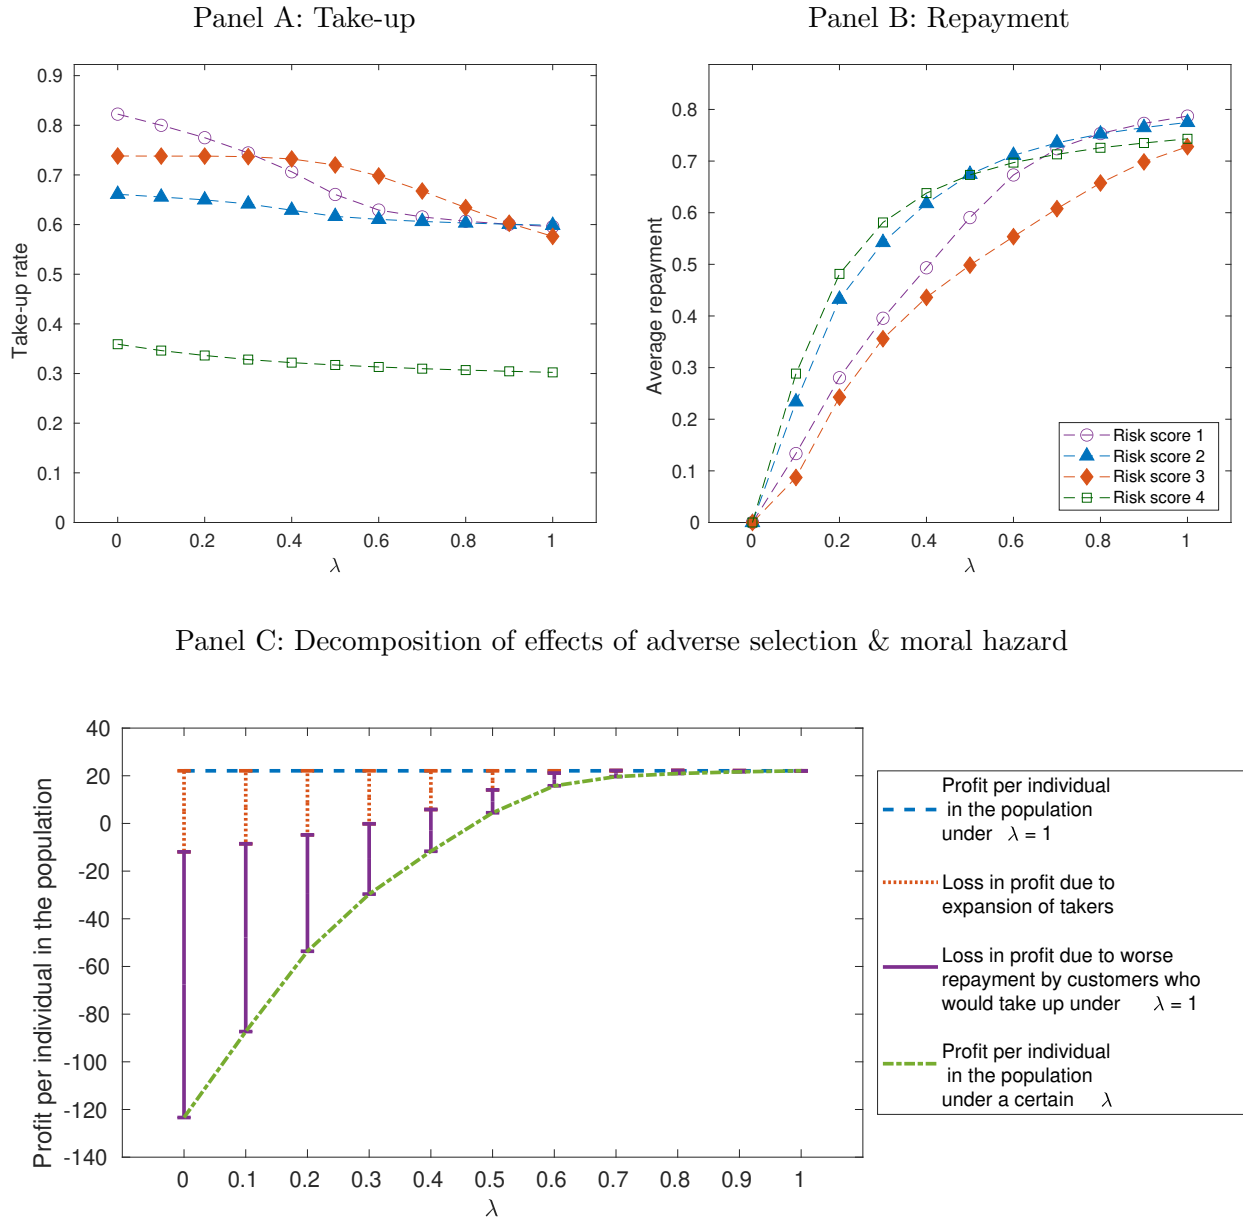 Panel A: Take-up
0.9
0.8
0.7
0.6
0.5
0.4
0.3
0.2
0.1
0
Take-up rate
0
0.2
0.4
0.6
0.8
1
λ
Panel B: Repayment
0.8
0.7
0.6
0.5
0.4
0.3
0.2
0.1
0
Average repayment
0
0.2
0.4
0.6
0.8
1
λ
Risk score 1
Risk score 2
Risk score 3
Risk score 4
Panel C: Decomposition of effects of adverse selection & moral hazard
40
20
0
-20
-40
-60
-80
-100
-120
-140
Profit per individual in the population
0
0.1
0.2
0.3
0.4
0.5
0.6
0.7
0.8
0.9
1
λ
Profit per individual
in the population
under λ = 1
Loss in profit due to
expansion of takers
Loss in profit due to worse
repayment by customers who
would take up under λ = 1
Profit per individual
in the population
under a certain λ